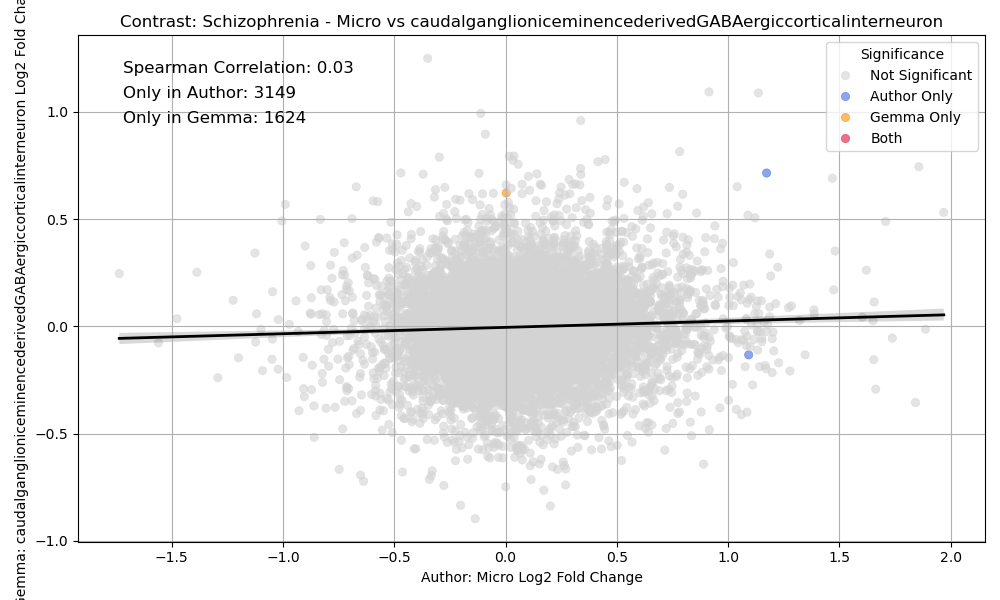 Contrast: Schizophrenia - Micro vs caudalganglioniceminencederivedGABAergiccorticalinterneuron
Spearman Correlation: 0.03
Only in Author: 3149
Only in Gemma: 1624
Significance
Not Significant
Author Only
Gemma Only
Both
1.0
0.5
0.0
−0.5
−1.0
−1.5
−1.0
−0.5
0.0
0.5
1.0
1.5
2.0
Author: Micro Log2 Fold Change
caudalganglioniceminencederivedGABAergiccorticalinterneuron Log2 Fold